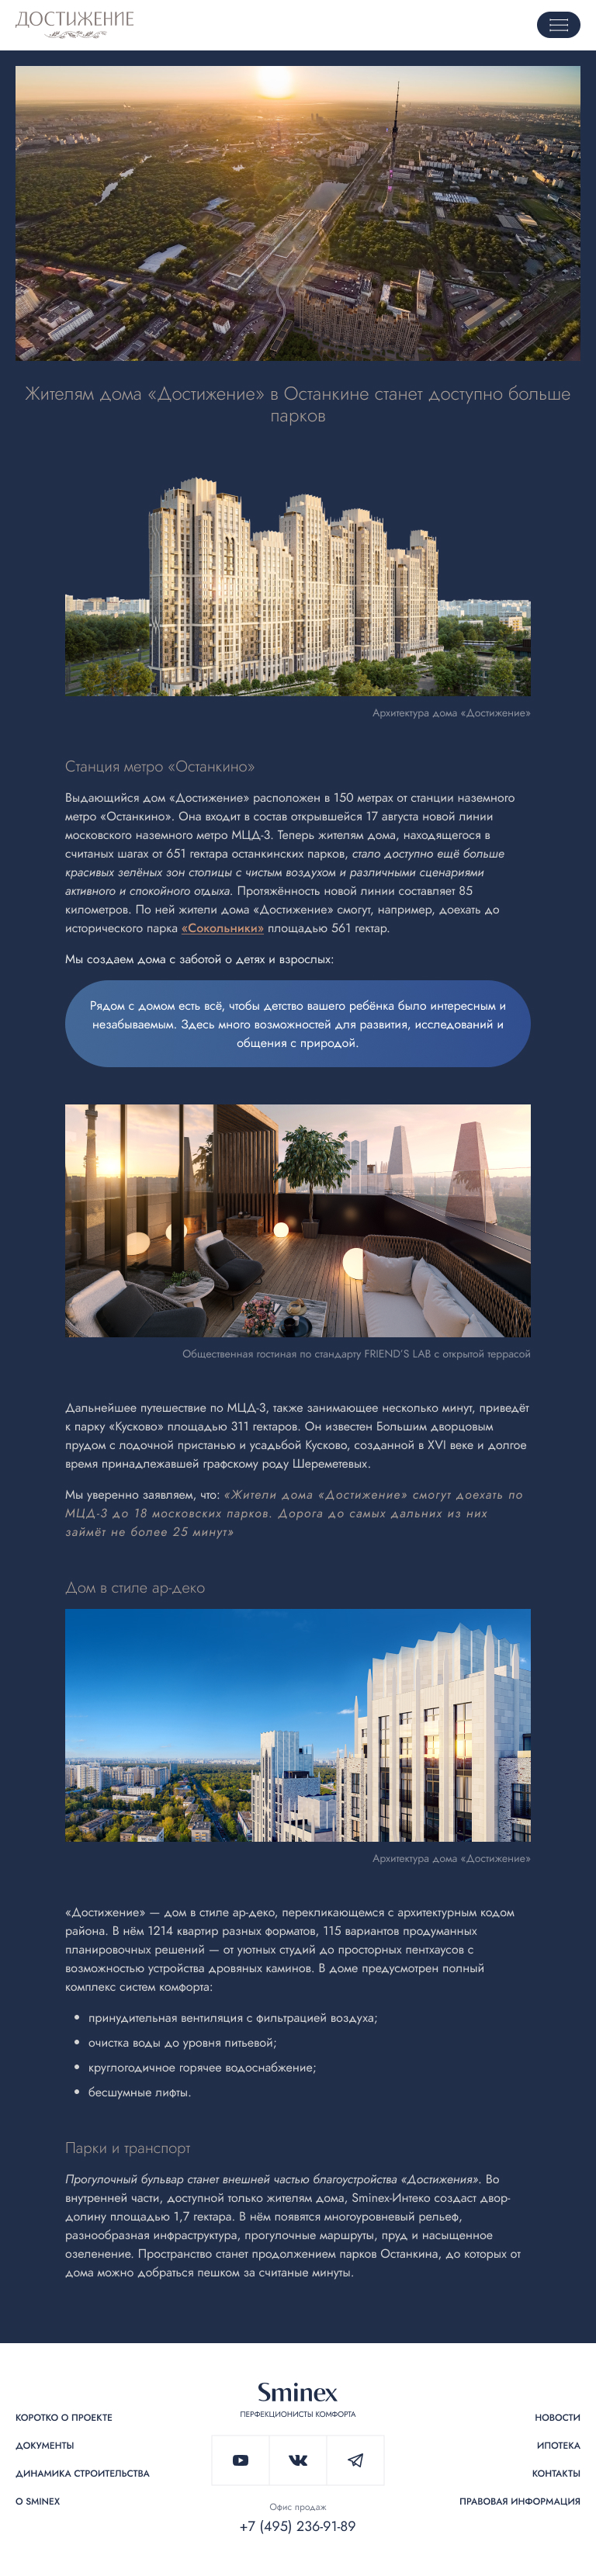 ДОСТИЖЕНИЕ
Жителям дома «Достижение» в Останкине станет доступно больше
парков
Архитектура дома «Достижение»
Станция метро «Останкино»
Выдающийся дом «Достижение» расположен в 150 метрах от станции наземного
метро «Останкино». Она входит в состав открывшейся 17 августа новой линии
московского наземного метро МЦД-3. Теперь жителям дома, находящегося в
считаных шагах от 651 гектара останкинских парков, стало доступно ещё больше
красивых зелёных зон столицы с чистым воздухом и различными сценариями
активного и спокойного отдыха. Протяжённость новой линии составляет 85
километров. По ней жители дома «Достижение» смогут, например, доехать до
исторического парка «Сокольники» площадью 561 гектар.
Мы создаем дома с заботой о детях и взрослых:
Рядом с домом есть всё, чтобы детство вашего ребёнка было интересным и
незабываемым. Здесь много возможностей для развития, исследований и
общения с природой.
Общественная гостиная по стандарту FRIEND’S LAB с открытой террасой
Дальнейшее путешествие по МЦД-3, также занимающее несколько минут, приведёт
к парку «Кусково» площадью 311 гектаров. Он известен Большим дворцовым
прудом с лодочной пристанью и усадьбой Кусково, созданной в XVI веке и долгое
время принадлежавшей графскому роду Шереметевых.
Мы уверенно заявляем, что: «Жители дома «Достижение» смогут доехать по
МЦД-3 до 18 московских парков. Дорога до самых дальних из них
займёт не более 25 минут»
Дом в стиле ар-деко
Архитектура дома «Достижение»
«Достижение» — дом в стиле ар-деко, перекликающемся с архитектурным кодом
района. В нём 1214 квартир разных форматов, 115 вариантов продуманных
планировочных решений — от уютных студий до просторных пентхаусов с
возможностью устройства дровяных каминов. В доме предусмотрен полный
комплекс систем комфорта:
• принудительная вентиляция с фильтрацией воздуха;
• очистка воды до уровня питьевой;
• круглогодичное горячее водоснабжение;
• бесшумные лифты.
Парки и транспорт
Прогулочный бульвар станет внешней частью благоустройства «Достижения». Во
внутренней части, доступной только жителям дома, Sminex-Интеко создаст двор-
долину площадью 1,7 гектара. В нём появятся многоуровневый рельеф,
разнообразная инфраструктура, прогулочные маршруты, пруд и насыщенное
озеленение. Пространство станет продолжением парков Останкина, до которых от
дома можно добраться пешком за считаные минуты.
КОРОТКО О ПРОЕКТЕ
ДОКУМЕНТЫ
ДИНАМИКА СТРОИТЕЛЬСТВА
О SMINEX
Sminex
ПЕРФЕКЦИОНИСТЫ КОМФОРТА
Офис продаж
+7 (495) 236-91-89
НОВОСТИ
ИПОТЕКА
КОНТАКТЫ
ПРАВОВАЯ ИНФОРМАЦИЯ